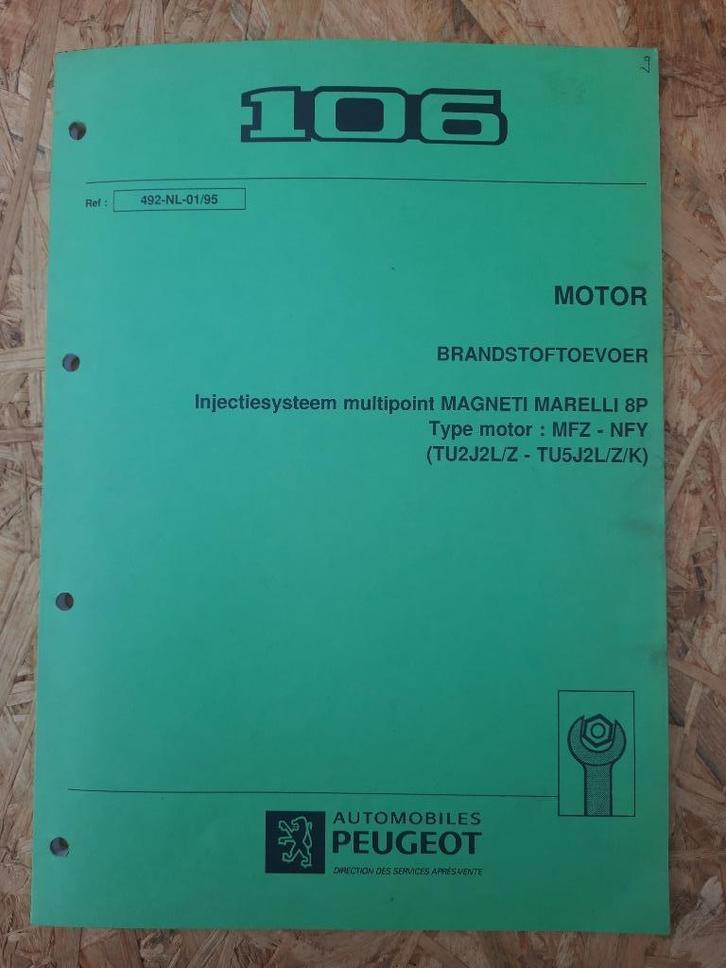 106
Ref : 492-NL-01/95
MOTOR
BRANDSTOFTOEVOER
Injectiesysteem multipoint MAGNETI MARELLI 8P
Type motor : MFZ - NFY
(TU2J2L/Z - TU5J2L/Z/K)
AUTOMOBILES
PEUGEOT
DIRECTION DES SERVICES APRES-VENTE